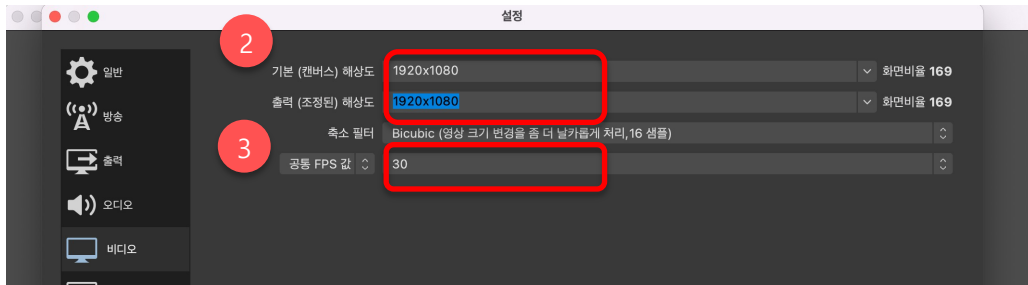 설정
2
일반
기본 (캔버스) 해상도 1920x1080 화면비율 169
방송
출력 (조정된) 해상도 1920x1080 화면비율 169
축소 필터 Bicubic (영상 크기 변경을 좀 더 날카롭게 처리,16 샘플)
3
출력
공통 FPS 값 30
오디오
비디오